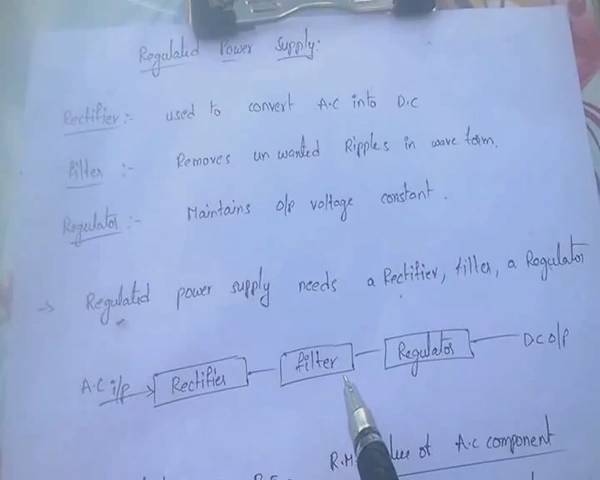 Regulated Power Supply:
Rectifier :- used to convert A.C into D.C
Filter :- Removes un wanted Ripples in wave form.
Regulator :- Maintains o/p voltage constant.
→ Regulated power supply needs a Rectifier, filter, a Regulator
A.C i/p → Rectifier — filter — Regulator — DC o/p
of A.C component